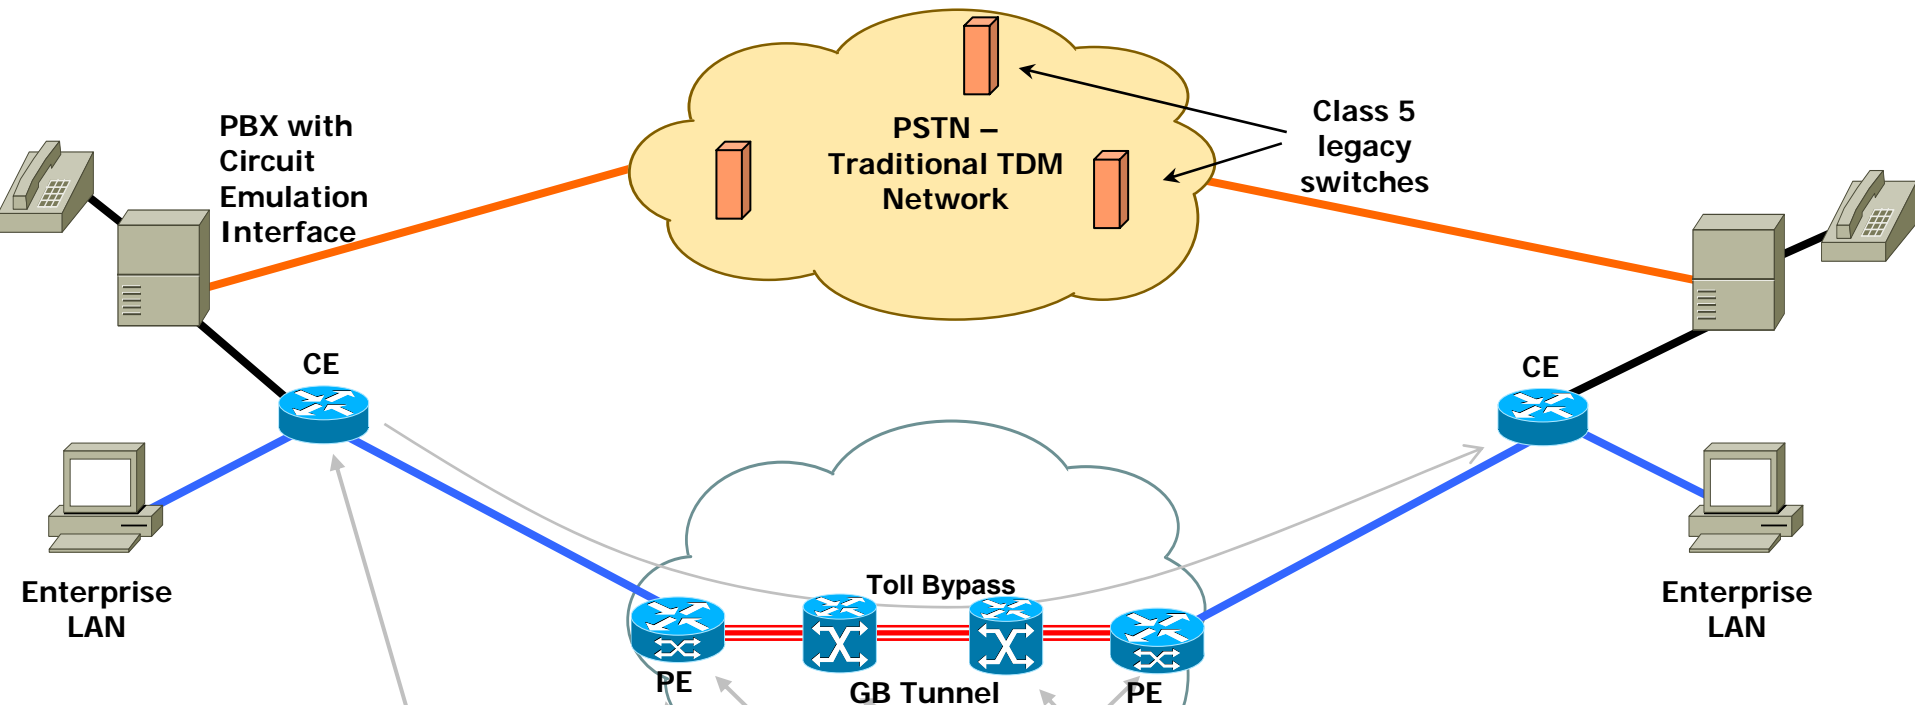 PBX with
Circuit
Emulation
Interface
PSTN –
Traditional TDM
Network
Class 5
legacy
switches
CE
CE
Enterprise
LAN
Toll Bypass
Enterprise
LAN
PE
GB Tunnel
PE